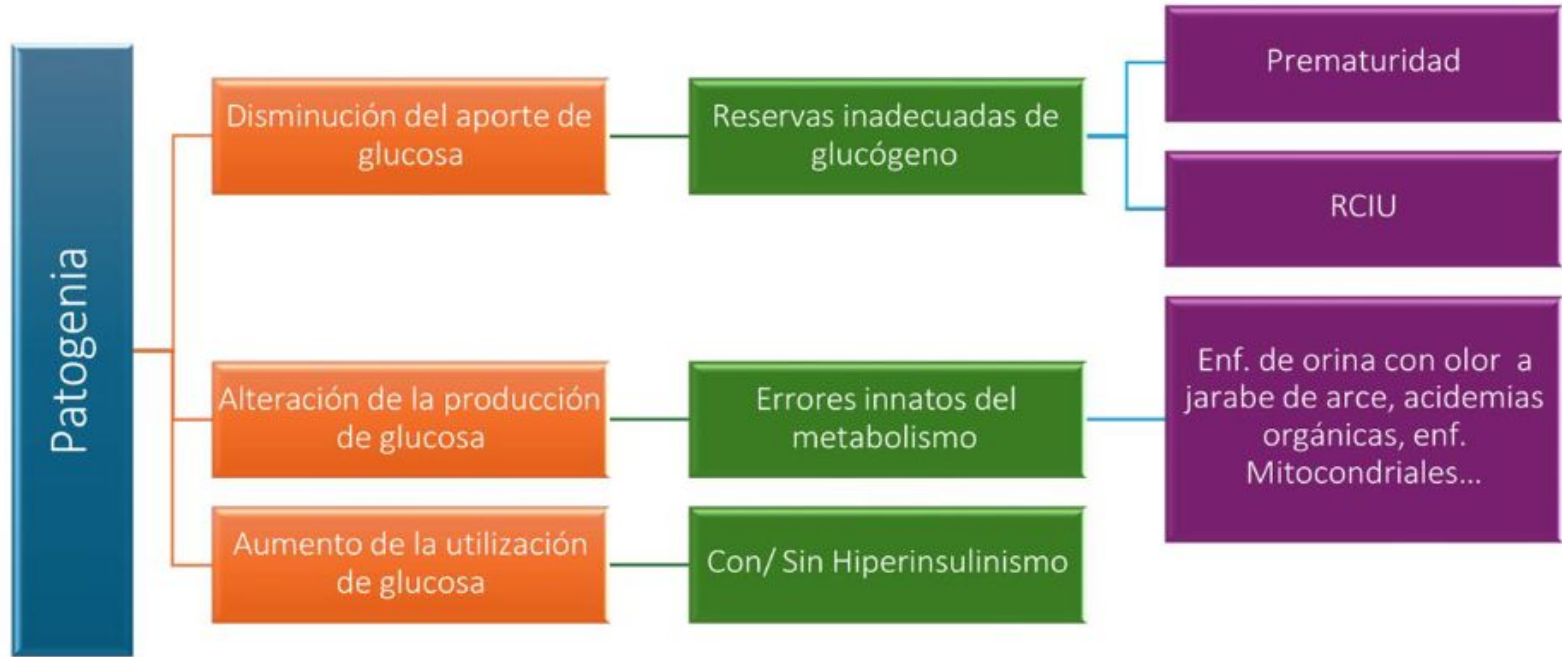 Patogenia
Disminución del aporte de
glucosa
Reservas inadecuadas de
glucógeno
Prematuridad
RCIU
Alteración de la producción
de glucosa
Errores innatos del
metabolismo
Enf. de orina con olor a
jarabe de arce, acidemias
orgánicas, enf.
Mitocondriales...
Aumento de la utilización
de glucosa
Con/ Sin Hiperinsulinismo